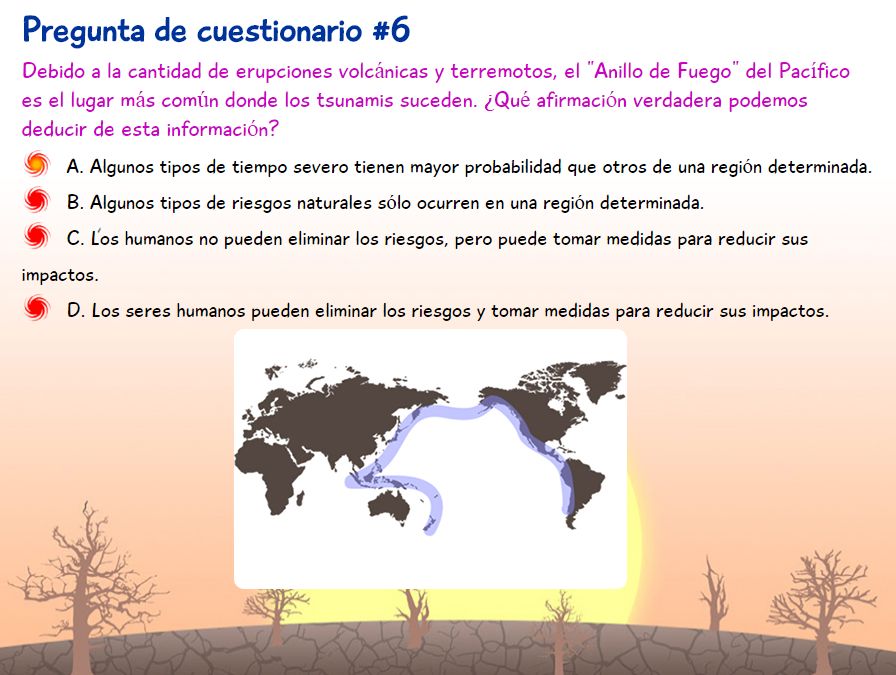 Pregunta de cuestionario #6
Debido a la cantidad de erupciones volcánicas y terremotos, el "Anillo de Fuego" del Pacífico
es el lugar más común donde los tsunamis suceden. ¿Qué afirmación verdadera podemos
deducir de esta información?
A. Algunos tipos de tiempo severo tienen mayor probabilidad que otros de una región determinada.
B. Algunos tipos de riesgos naturales sólo ocurren en una región determinada.
C. L´os humanos no pueden eliminar los riesgos, pero puede tomar medidas para reducir sus
impactos.
D. Los seres humanos pueden eliminar los riesgos y tomar medidas para reducir sus impactos.